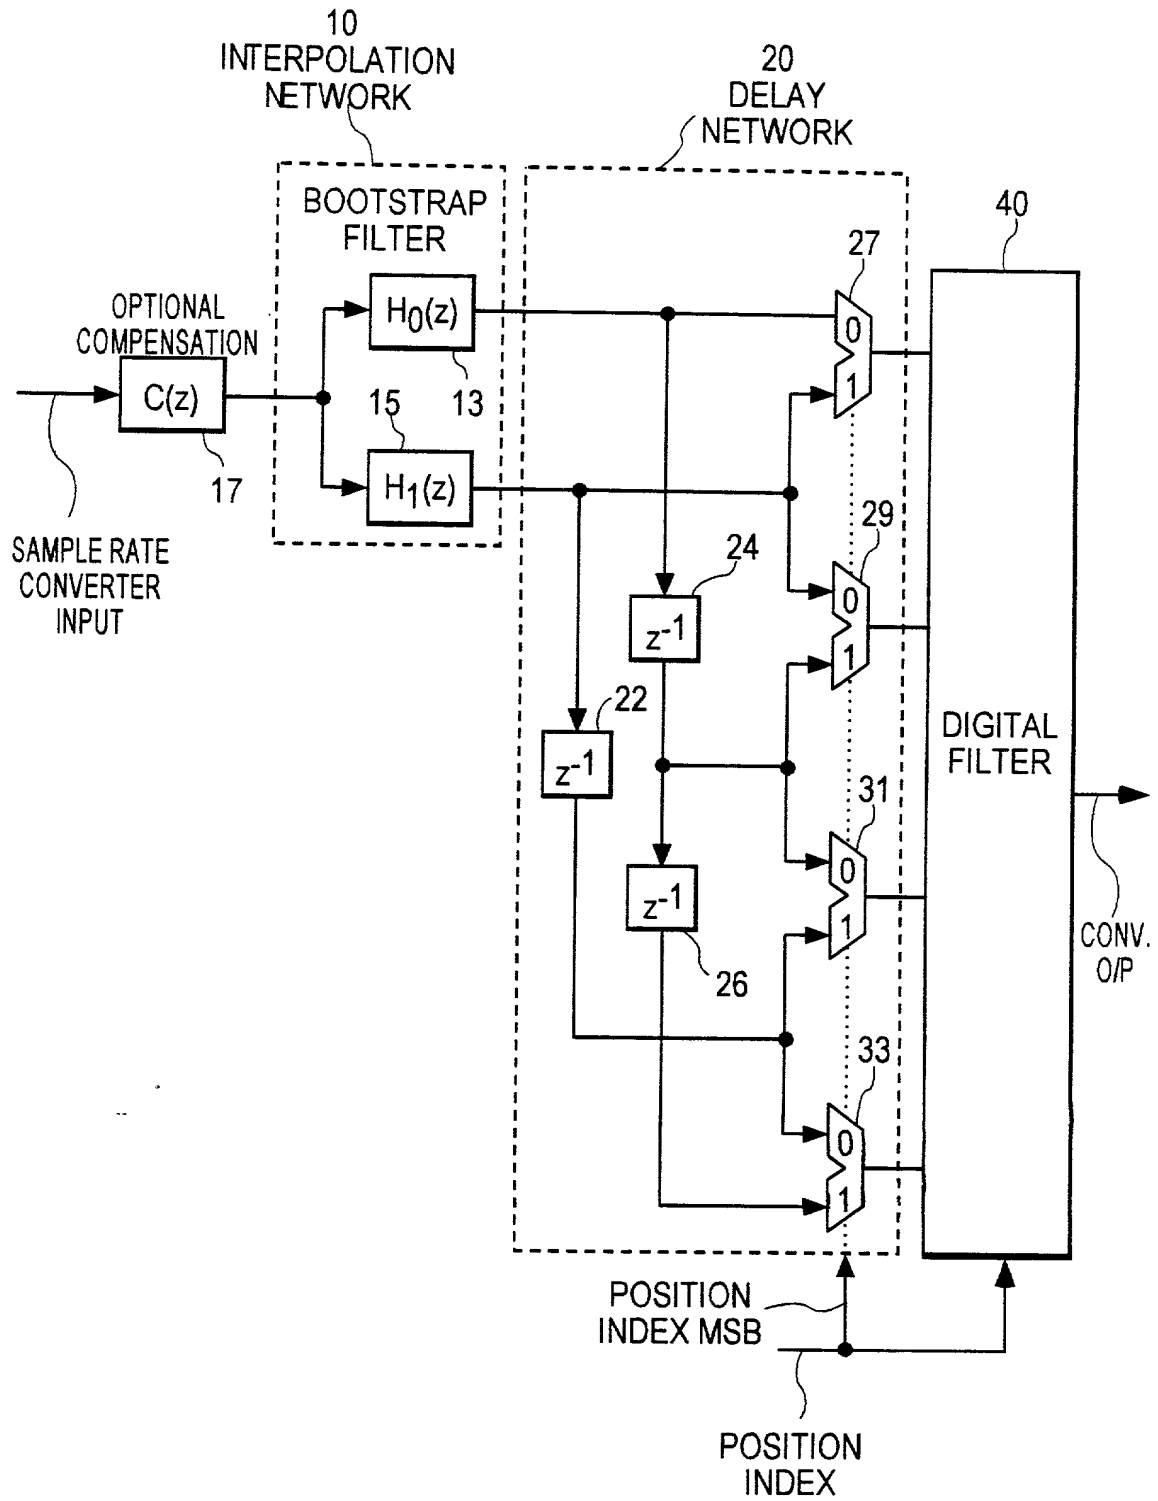 10
INTERPOLATION
NETWORK
20
DELAY
NETWORK
BOOTSTRAP
FILTER
40
27
OPTIONAL
COMPENSATION
H0(z)
0
C(z)
15
13
1
17
H1(z)
SAMPLE RATE
CONVERTER
INPUT
29
24
0
z-1
1
22
z-1
DIGITAL
FILTER
31
0
z-1
1
26
CONV.
O/P
33
0
1
POSITION
INDEX MSB
POSITION
INDEX